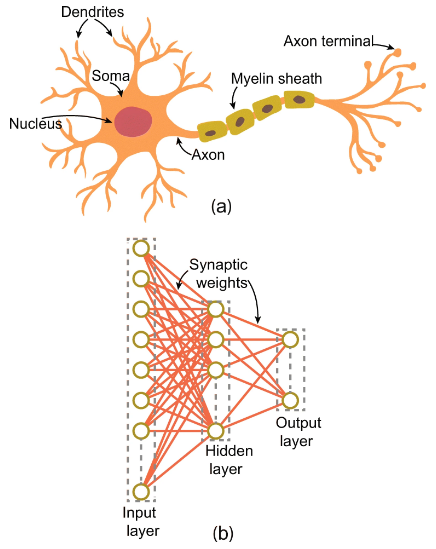 Dendrites
Axon terminal
Soma
Myelin sheath
Nucleus
Axon
(a)
Synaptic
weights
Output
layer
Hidden
layer
Input
layer
(b)